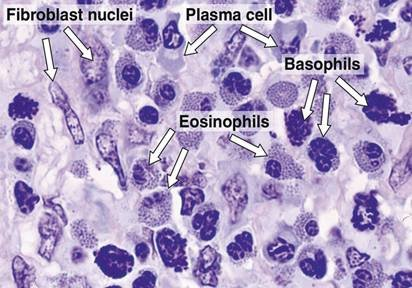 Fibroblast nuclei
Plasma cell
Basophils
Eosinophils